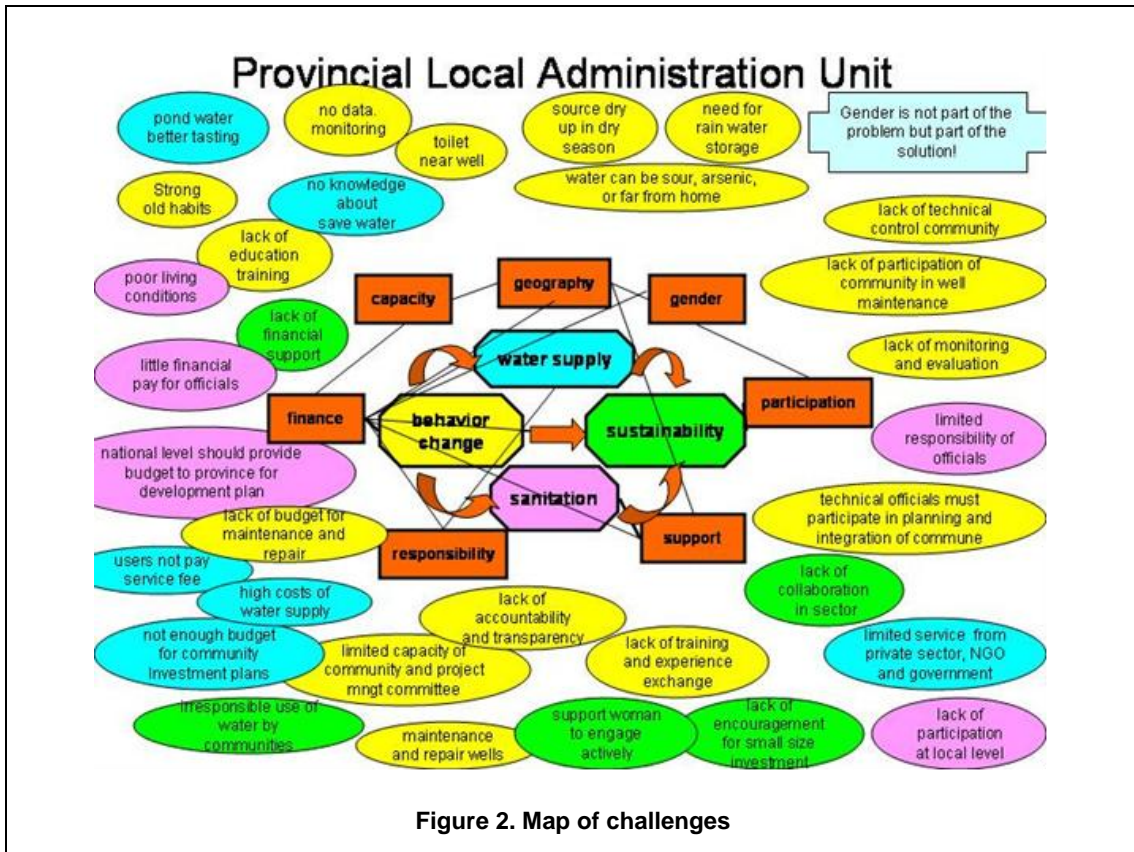 Provincial Local Administration Unit
pond water
better tasting
no data.
monitoring
toilet
near well
source dry
up in dry
season
need for
rain water
storage
Gender is not part of the
problem but part of the
solution!
water can be sour, arsenic,
or far from home
Strong
old habits
no knowledge
about
save water
lack of
education
training
lack of technical
control community
poor living
conditions
lack of participation of
community in well
maintenance
capacity
geography
gender
lack of
financial
support
water supply
lack of monitoring
and evaluation
little financial
pay for officials
finance
behavior
change
sustainability
participation
limited
responsibility of
officials
national level should provide
budget to province for
development plan
sanitation
technical officials must
participate in planning and
integration of commune
lack of budget for
maintenance and
repair
responsibility
support
users not pay
service fee
high costs of
water supply
lack of
collaboration
in sector
lack of
accountability
and transparency
not enough budget
for community
Investment plans
limited capacity of
community and project
mngt committee
lack of training
and experience
exchange
limited service from
private sector, NGO
and government
irresponsible use of
water by
communities
maintenance
and repair wells
support woman
to engage
actively
lack of
encouragement
for small size
investment
lack of
participation
at local level
Figure 2. Map of challenges